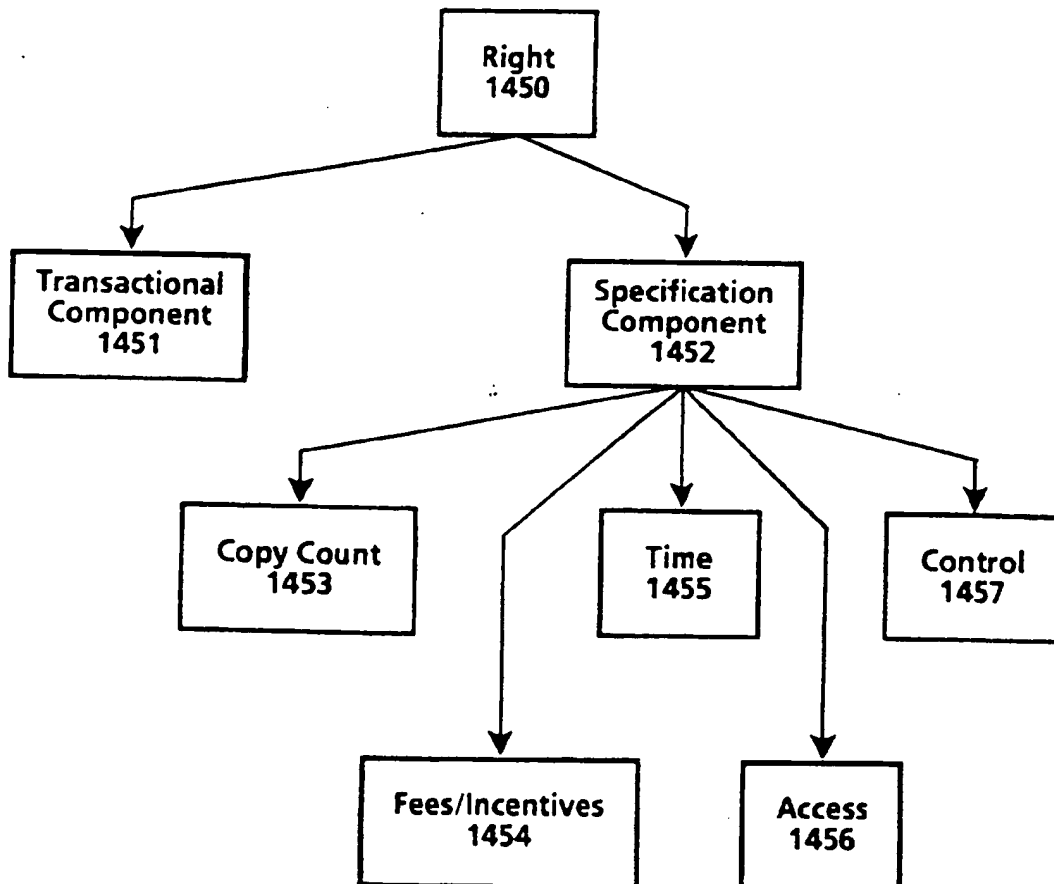 Right
1450
Transactional
Component
1451
Specification
Component
1452
Copy Count
1453
Time
1455
Control
1457
Fees/Incentives
1454
Access
1456